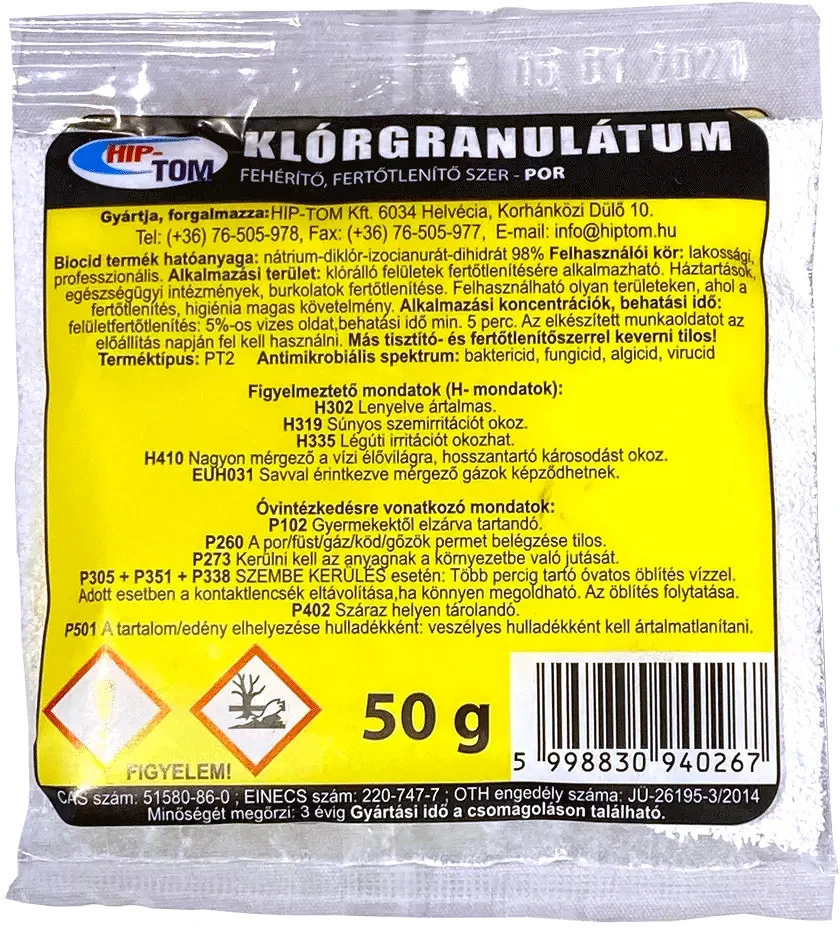 05 01 2021
HIP-TOM
KLÓRGRANULÁTUM
FEHÉRÍTŐ, FERTŐTLENÍTŐ SZER - POR
Gyártja, forgalmazza:HIP-TOM Kft. 6034 Helvécia, Korhánközi Dülő 10.
Tel: (+36) 76-505-978, Fax: (+36) 76-505-977, E-mail: info@hiptom.hu
Biocid termék hatóanyaga: nátrium-diklór-izocianurát-dihidrát 98% Felhasználói kör: lakossági,
professzionális. Alkalmazási terület: klórálló felületek fertőtlenítésére alkalmazható. Háztartások,
egészségügyi intézmények, burkolatok fertőtlenítése. Felhasználható olyan területeken, ahol a
fertőtlenítés, higiénia magas követelmény. Alkalmazási koncentrációk, behatási idő:
felületfertőtlenítés: 5%-os vizes oldat,behatási idő min. 5 perc. Az elkészített munkaoldatot az
előállítás napján fel kell használni. Más tisztító- és fertőtlenítőszerrel keverni tilos!
Terméktípus: PT2 Antimikrobiális spektrum: baktericid, fungicid, algicid, virucid
Figyelmeztető mondatok (H- mondatok):
H302 Lenyelve ártalmas.
H319 Súnyos szemirritációt okoz.
H335 Légúti irritációt okozhat.
H410 Nagyon mérgező a vízi élővilágra, hosszantartó károsodást okoz.
EUH031 Savval érintkezve mérgező gázok képződhetnek.
Óvintézkedésre vonatkozó mondatok:
P102 Gyermekektől elzárva tartandó.
P260 A por/füst/gáz/köd/gőzök permet belégzése tilos.
P273 Kerülni kell az anyagnak a környezetbe való jutását.
P305 + P351 + P338 SZEMBE KERÜLÉS esetén: Több percig tartó óvatos öblítés vízzel.
Adott esetben a kontaktlencsék eltávolítása,ha könnyen megoldható. Az öblítés folytatása.
P402 Száraz helyen tárolandó.
P501 A tartalom/edény elhelyezése hulladékként: veszélyes hulladékként kell ártalmatlanítani.
FIGYELEM!
50 g
5 998830 940267
CAS szám: 51580-86-0 ; EINECS szám: 220-747-7 ; OTH engedély száma: JÜ-26195-3/2014
Minőségét megőrzi: 3 évig Gyártási idő a csomagoláson található.